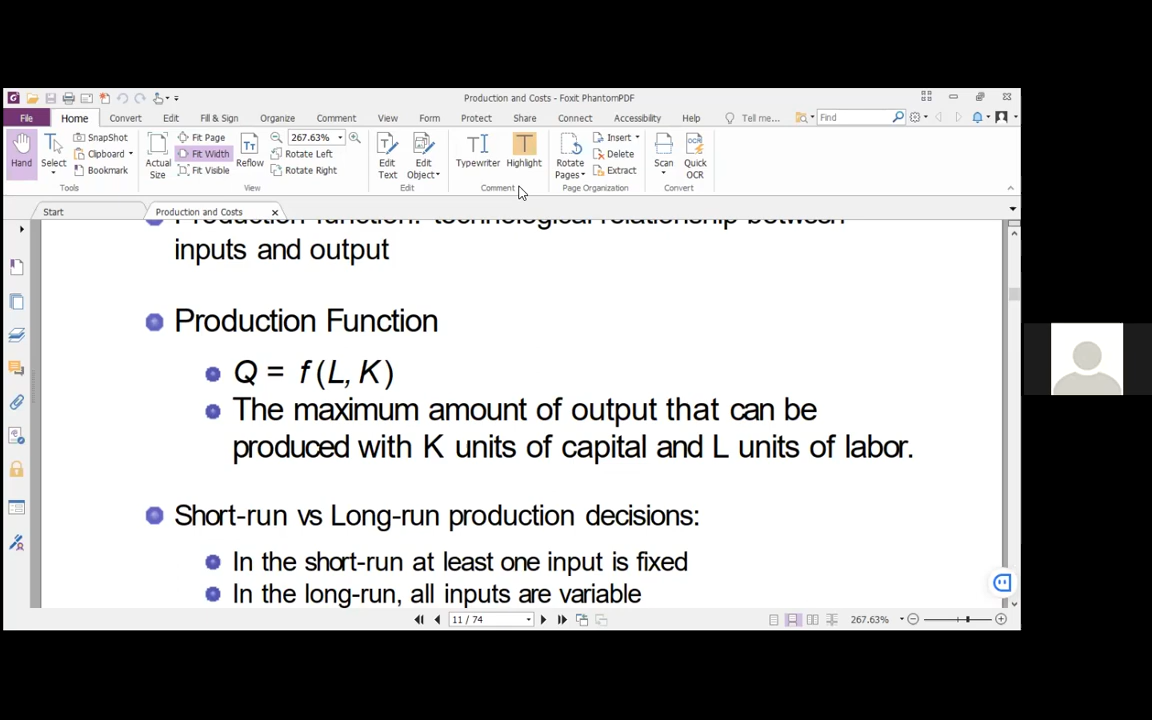 Production and Costs - Foxit PhantomPDF
File Home Convert Edit Fill & Sign Organize Comment View Form Protect Share Connect Accessibility Help Tell me... Find
Hand Select SnapShot Clipboard Bookmark
Actual Size Fit Page Fit Width Fit Visible Reflow 267.63% Rotate Left Rotate Right
Edit Text Edit Object Typewriter Highlight
Rotate Pages Insert Delete Extract Scan Quick OCR
Tools View Edit Comment Page Organization Convert
Start Production and Costs
Production function: technological relationship between
inputs and output
Production Function
Q = f (L, K)
The maximum amount of output that can be
produced with K units of capital and L units of labor.
Short-run vs Long-run production decisions:
In the short-run at least one input is fixed
In the long-run, all inputs are variable
11 / 74 267.63%